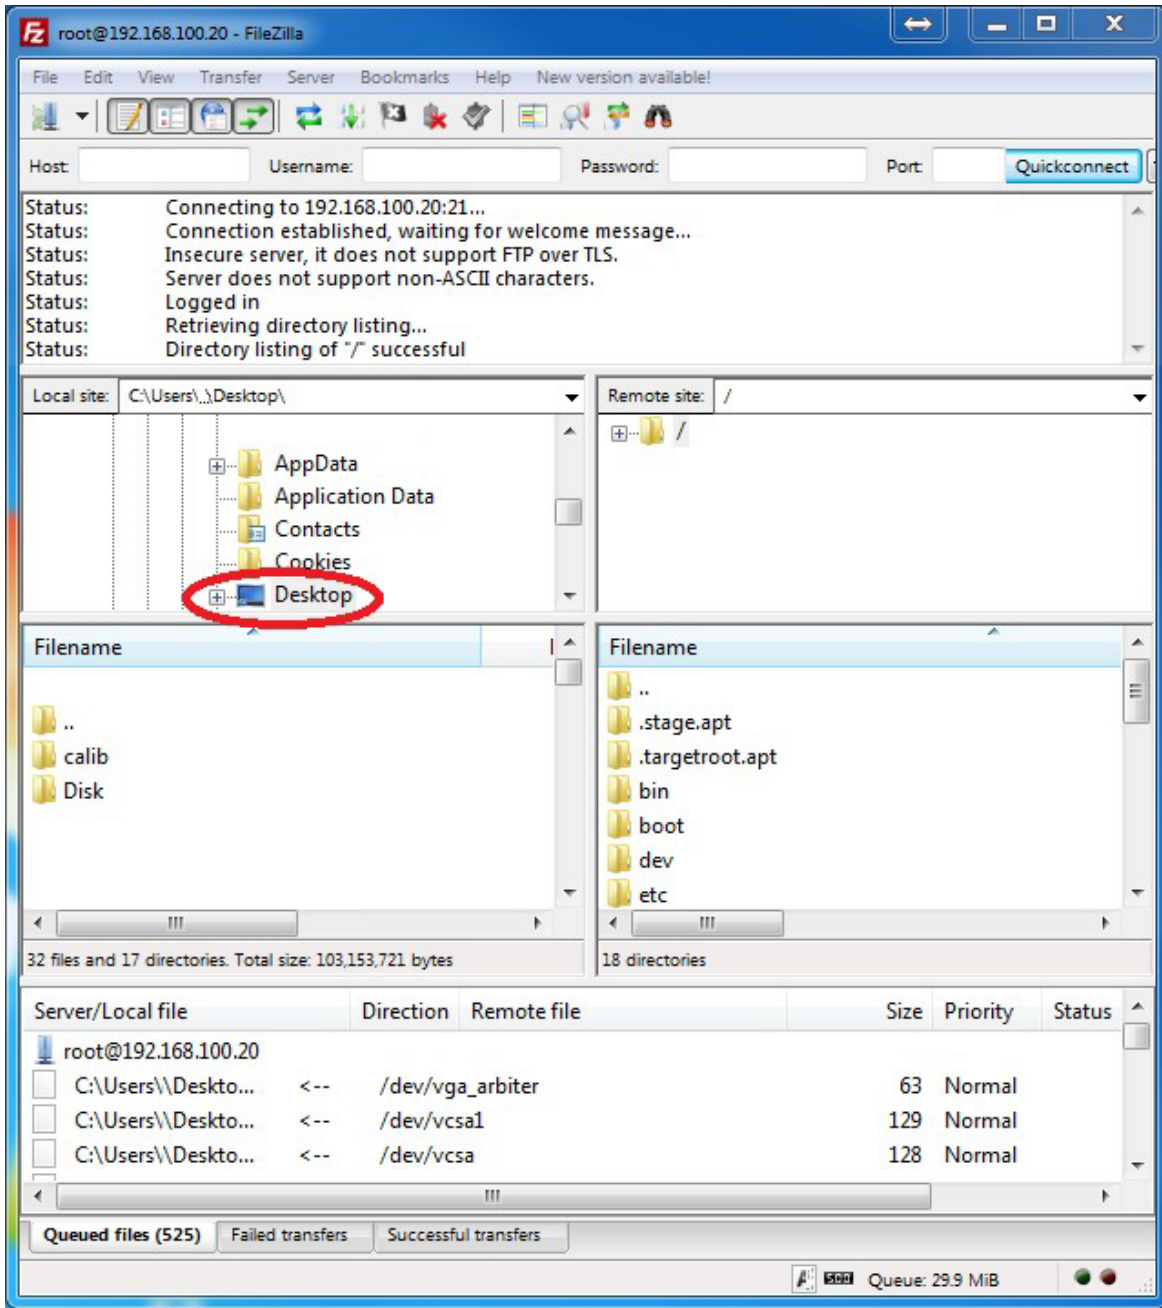 root@192.168.100.20 - FileZilla
File Edit View Transfer Server Bookmarks Help New version available!
Host: Username: Password: Port: Quickconnect
Status: Connecting to 192.168.100.20:21...
Status: Connection established, waiting for welcome message...
Status: Insecure server, it does not support FTP over TLS.
Status: Server does not support non-ASCII characters.
Status: Logged in
Status: Retrieving directory listing...
Status: Directory listing of "/" successful
Local site: C:\Users\_\Desktop\
Remote site: /
AppData
Application Data
Contacts
Cookies
Desktop
/
Filename
..
calib
Disk
32 files and 17 directories. Total size: 103,153,721 bytes
Filename
..
.stage.apt
.targetroot.apt
bin
boot
dev
etc
18 directories
Server/Local file Direction Remote file Size Priority Status
root@192.168.100.20
C:\Users\\Deskto... <-- /dev/vga_arbiter 63 Normal
C:\Users\\Deskto... <-- /dev/vcsa1 129 Normal
C:\Users\\Deskto... <-- /dev/vcsa 128 Normal
Queued files (525) Failed transfers Successful transfers
Queue: 29.9 MiB